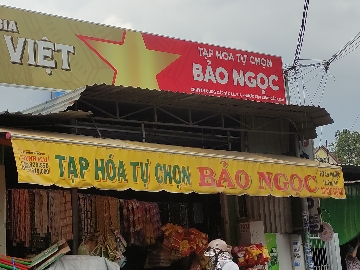 GIA
VIỆT
TẠP HÓA TỰ CHỌN
BẢO NGỌC
TẠP HÓA TỰ CHỌN BẢO NGỌC